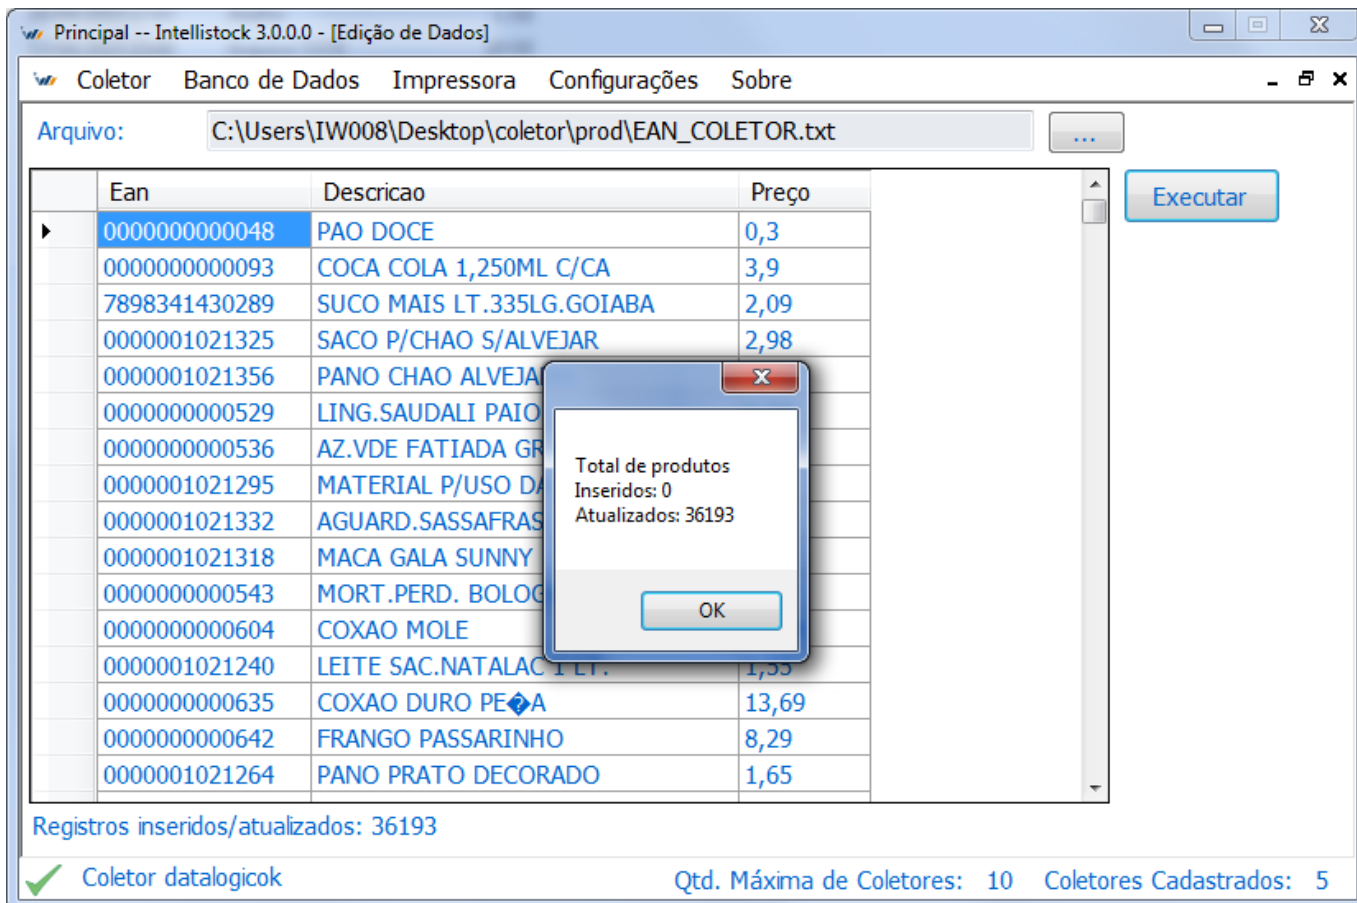 Principal -- Intellistock 3.0.0.0 - [Edição de Dados]
Coletor Banco de Dados Impressora Configurações Sobre
Arquivo: C:\Users\IW008\Desktop\coletor\prod\EAN_COLETOR.txt ...
Executar
Ean Descricao Preço
0000000000048 PAO DOCE 0,3
0000000000093 COCA COLA 1,250ML C/CA 3,9
7898341430289 SUCO MAIS LT.335LG.GOIABA 2,09
0000001021325 SACO P/CHAO S/ALVEJAR 2,98
0000001021356 PANO CHAO ALVEJA
0000000000529 LING.SAUDALI PAIO
0000000000536 AZ.VDE FATIADA GR
0000001021295 MATERIAL P/USO DA
0000001021332 AGUARD.SASSAFRAS
0000001021318 MACA GALA SUNNY
0000000000543 MORT.PERD. BOLOG
0000000000604 COXAO MOLE
0000001021240 LEITE SAC.NATALAC 1 LT. 1,55
0000000000635 COXAO DURO PE�A 13,69
0000000000642 FRANGO PASSARINHO 8,29
0000001021264 PANO PRATO DECORADO 1,65
Total de produtos
Inseridos: 0
Atualizados: 36193
OK
Registros inseridos/atualizados: 36193
Coletor datalogicok Qtd. Máxima de Coletores: 10 Coletores Cadastrados: 5